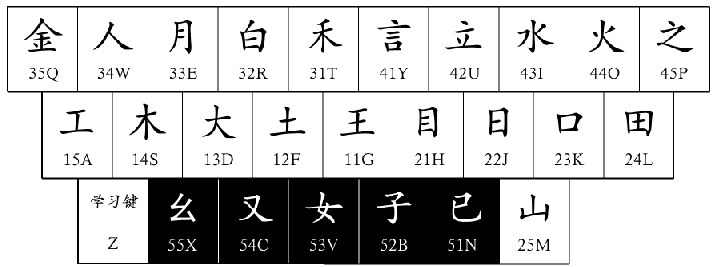 金 人 月 白 禾 言 立 水 火 之
35Q 34W 33E 32R 31T 41Y 42U 43I 44O 45P
工 木 大 土 王 目 日 口 田
15A 14S 13D 12F 11G 21H 22J 23K 24L
学习键 幺 又 女 子 已 山
Z 55X 54C 53V 52B 51N 25M